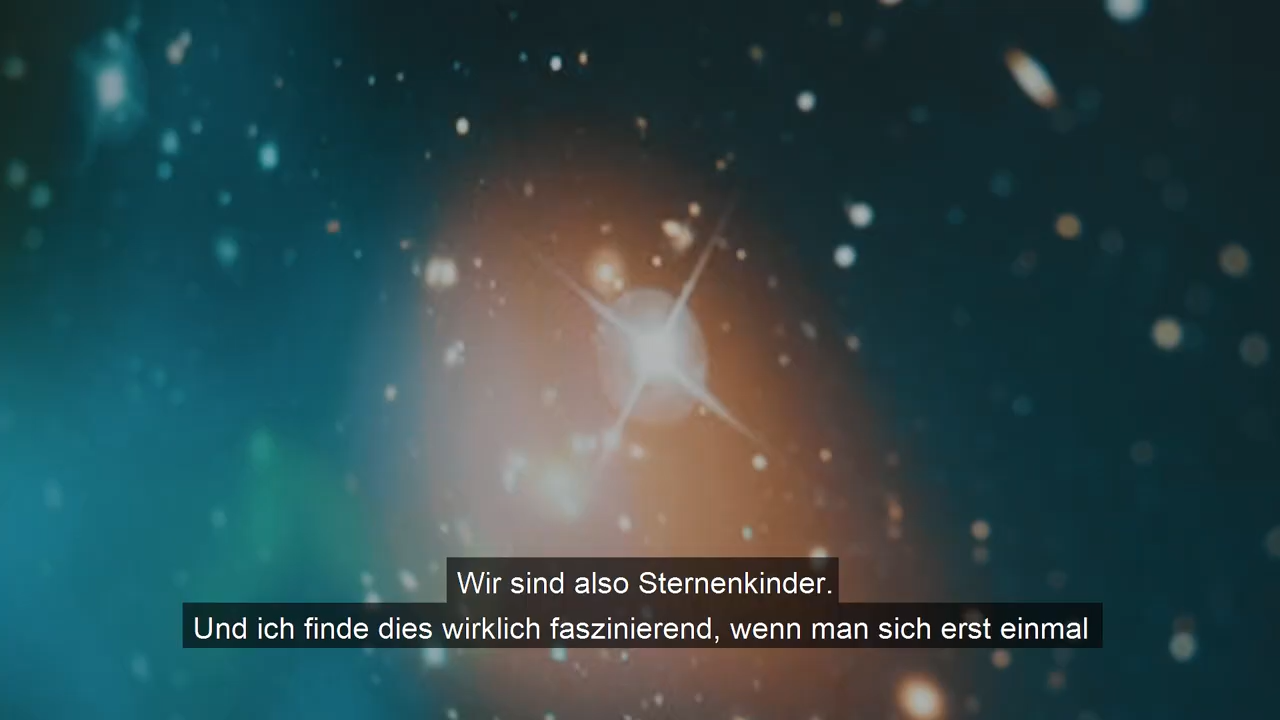 Wir sind also Sternenkinder.
Und ich finde dies wirklich faszinierend, wenn man sich erst einmal